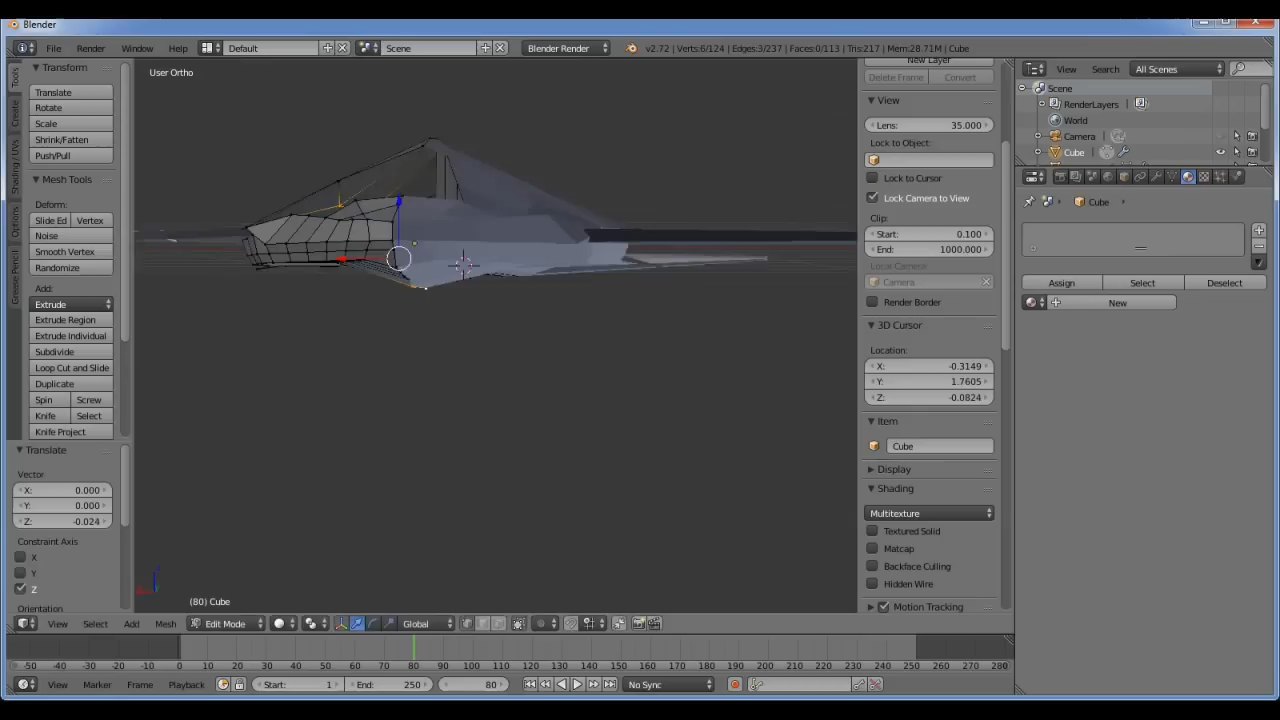 Blender
File Render Window Help Default Scene Blender Render v2.72 | Verts:6/124 | Edges:3/237 | Faces:0/113 | Tris:217 | Mem:28.71M | Cube
Tools
Create
Shading / UVs
Options
Grease Pencil
Transform
Translate
Rotate
Scale
Shrink/Fatten
Push/Pull
Mesh Tools
Deform:
Slide Ed Vertex
Noise
Smooth Vertex
Randomize
Add:
Extrude
Extrude Region
Extrude Individual
Subdivide
Loop Cut and Slide
Duplicate
Spin Screw
Knife Select
Knife Project
Translate
Vector
X: 0.000
Y: 0.000
Z: -0.024
Constraint Axis
X
Y
Z
Orientation
User Ortho
(80) Cube
New Layer
Delete Frame Convert
View
Lens: 35.000
Lock to Object:
Lock to Cursor
Lock Camera to View
Clip:
Start: 0.100
End: 1000.000
Local Camera:
Camera
Render Border
3D Cursor
Location:
X: -0.3149
Y: 1.7605
Z: -0.0824
Item
Cube
Display
Shading
Multitexture
Textured Solid
Matcap
Backface Culling
Hidden Wire
Motion Tracking
View Search All Scenes
Scene
RenderLayers
World
Camera
Cube
Cube
Assign Select Deselect
New
View Select Add Mesh Edit Mode Global
-50 -40 -30 -20 -10 0 10 20 30 40 50 60 70 80 90 100 110 120 130 140 150 160 170 180 190 200 210 220 230 240 250 260 270 280
View Marker Frame Playback Start: 1 End: 250 80 No Sync